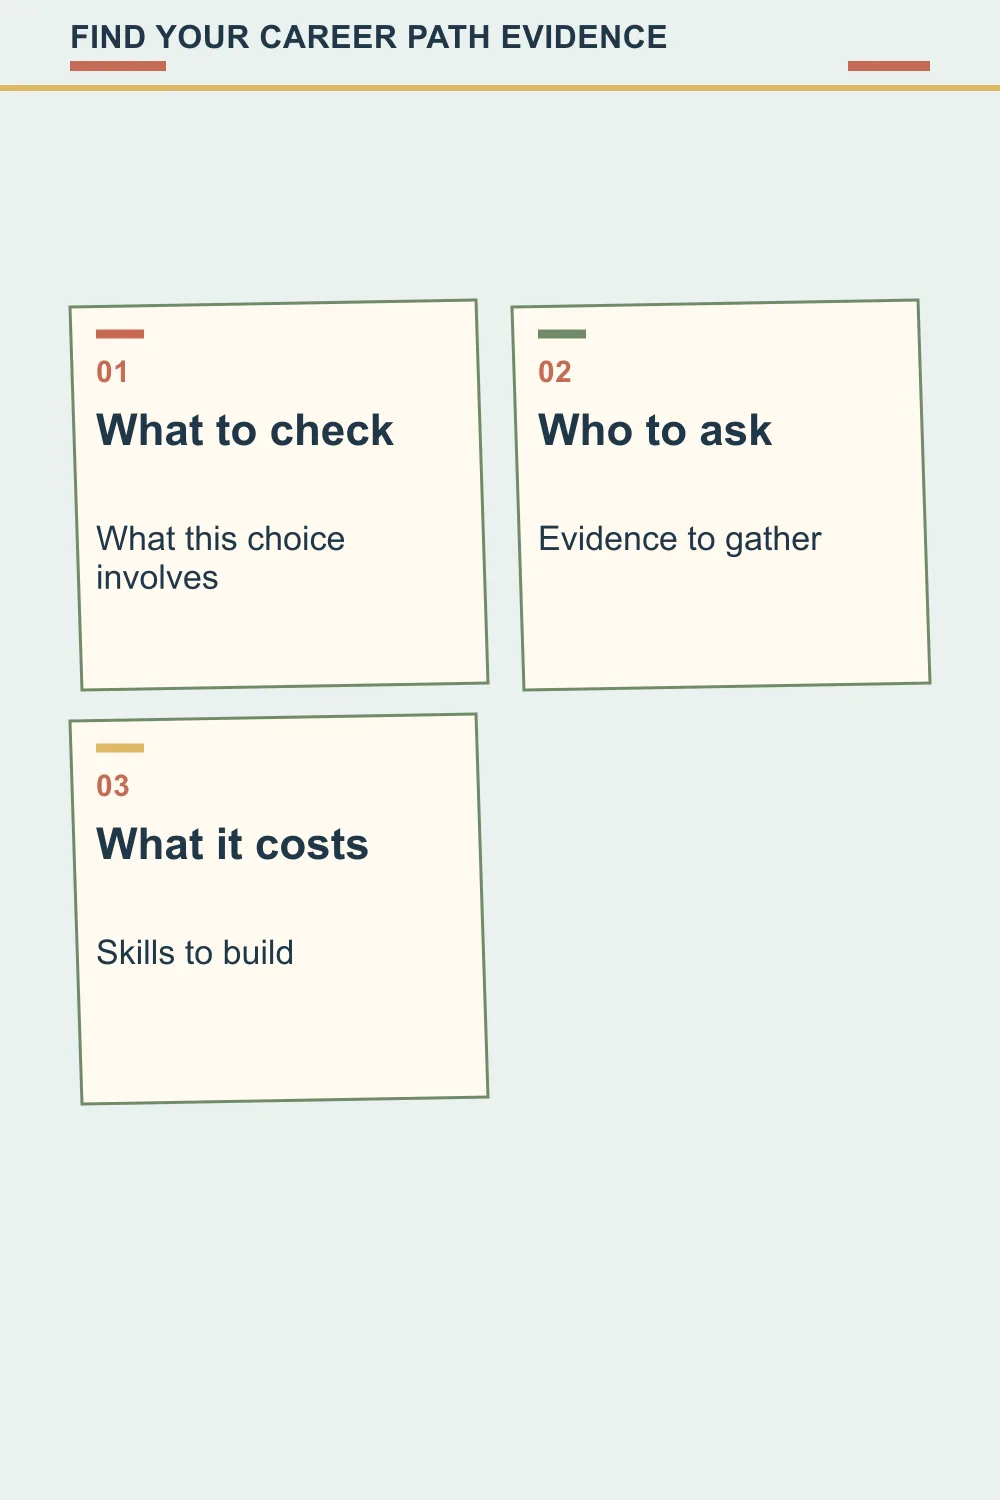 FIND YOUR CAREER PATH EVIDENCE
01
What to check
What this choice
involves
02
Who to ask
Evidence to gather
03
What it costs
Skills to build